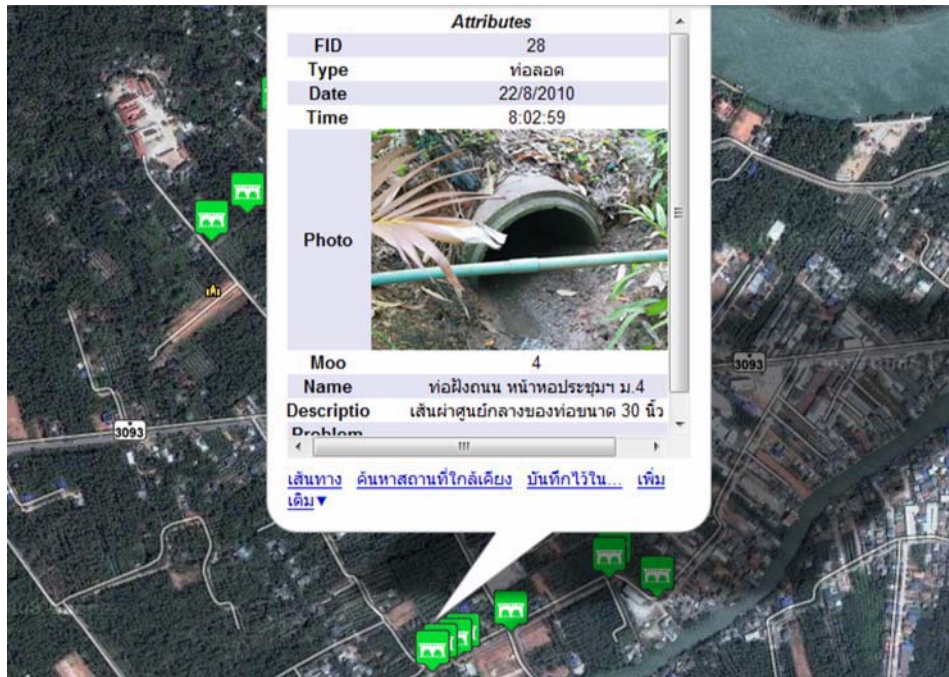 Attributes
FID 28
Type ท่อลอด
Date 22/8/2010
Time 8:02:59
Photo
Moo 4
Name ท่อฝังถนน หน้าหอประชุมฯ ม.4
Descriptio เส้นผ่าศูนย์กลางของท่อขนาด 30 นิ้ว
Problem
เส้นทาง ค้นหาสถานที่ใกล้เคียง บันทึกไว้ใน... เพิ่ม
เติม▼
3093
3093